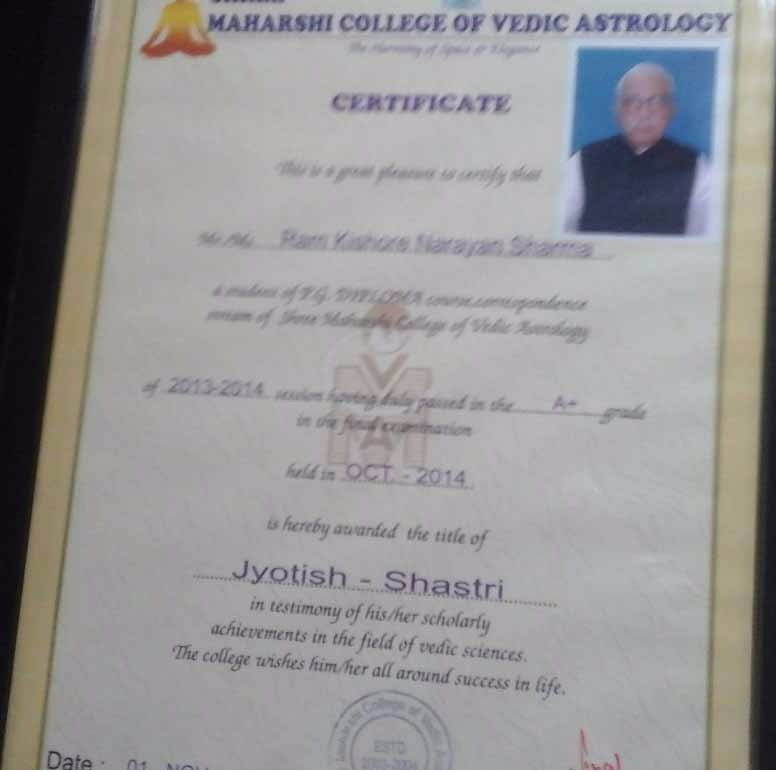 MAHARSHI COLLEGE OF VEDIC ASTROLOGY
The Harmony of Space & Elegance
CERTIFICATE
This is a great pleasure to certify that
Mr./Ms. Ram Kishore Narayan Sharma
a student of P.G. DIPLOMA course correspondence
stream of Shree Maharshi College of Vedic Astrology
of 2013-2014 session having duly passed in the A+ grade
in the final examination
held in OCT. - 2014
is hereby awarded the title of
Jyotish - Shastri
in testimony of his/her scholarly
achievements in the field of vedic sciences.
The college wishes him/her all around success in life.
College of Vedic
ESTD
2003-2004
Date : 01